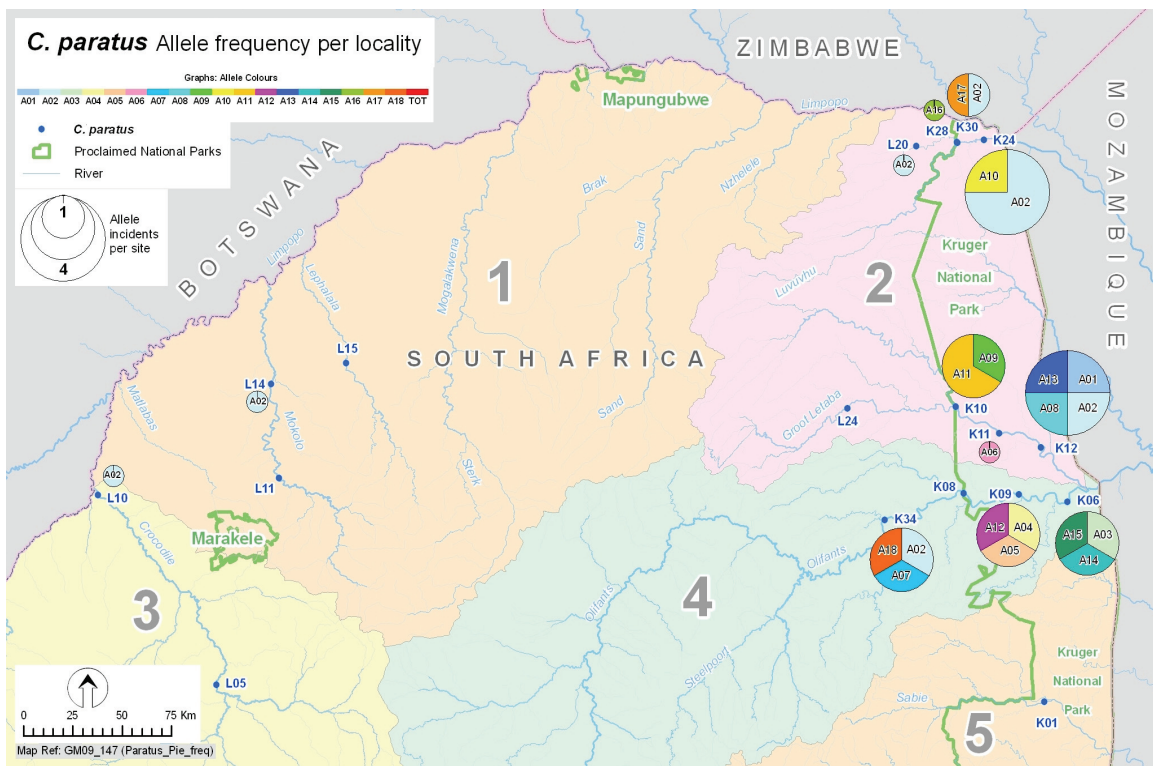 C. paratus Allele frequency per locality
Graphs: Allele Colours
A01 A02 A03 A04 A05 A06 A07 A08 A09 A10 A11 A12 A13 A14 A15 A16 A17 A18 TOT
C. paratus
Proclaimed National Parks
River
1
4
Allele
incidents
per site
ZIMBABWE
BOTSWANA
MOZAMBIQUE
SOUTH AFRICA
Mapungubwe
Limpopo
A16
A17
A02
K28
K30
K24
L20
A02
A10
A02
Brak
Nzhelele
Sand
Limpopo
Lephalala
Mogalakwena
1
2
Luvuvhu
Kruger
National
Park
L15
L14
A02
Mokolo
Matlabas
Sand
Sterk
Groot Letaba
L24
A09
A11
K10
A13
A01
A08
A02
K11
A06
K12
A02
L10
L11
Crocodile
Marakele
K08
K09
K06
K34
A12
A04
A05
A15
A03
A14
A18
A02
A07
Olifants
Olifants
3
4
Steelpoort
L05
Kruger
National
Park
Sabie
K01
5
0 25 50 75 Km
Map Ref: GM09_147 (Paratus_Pie_freq)